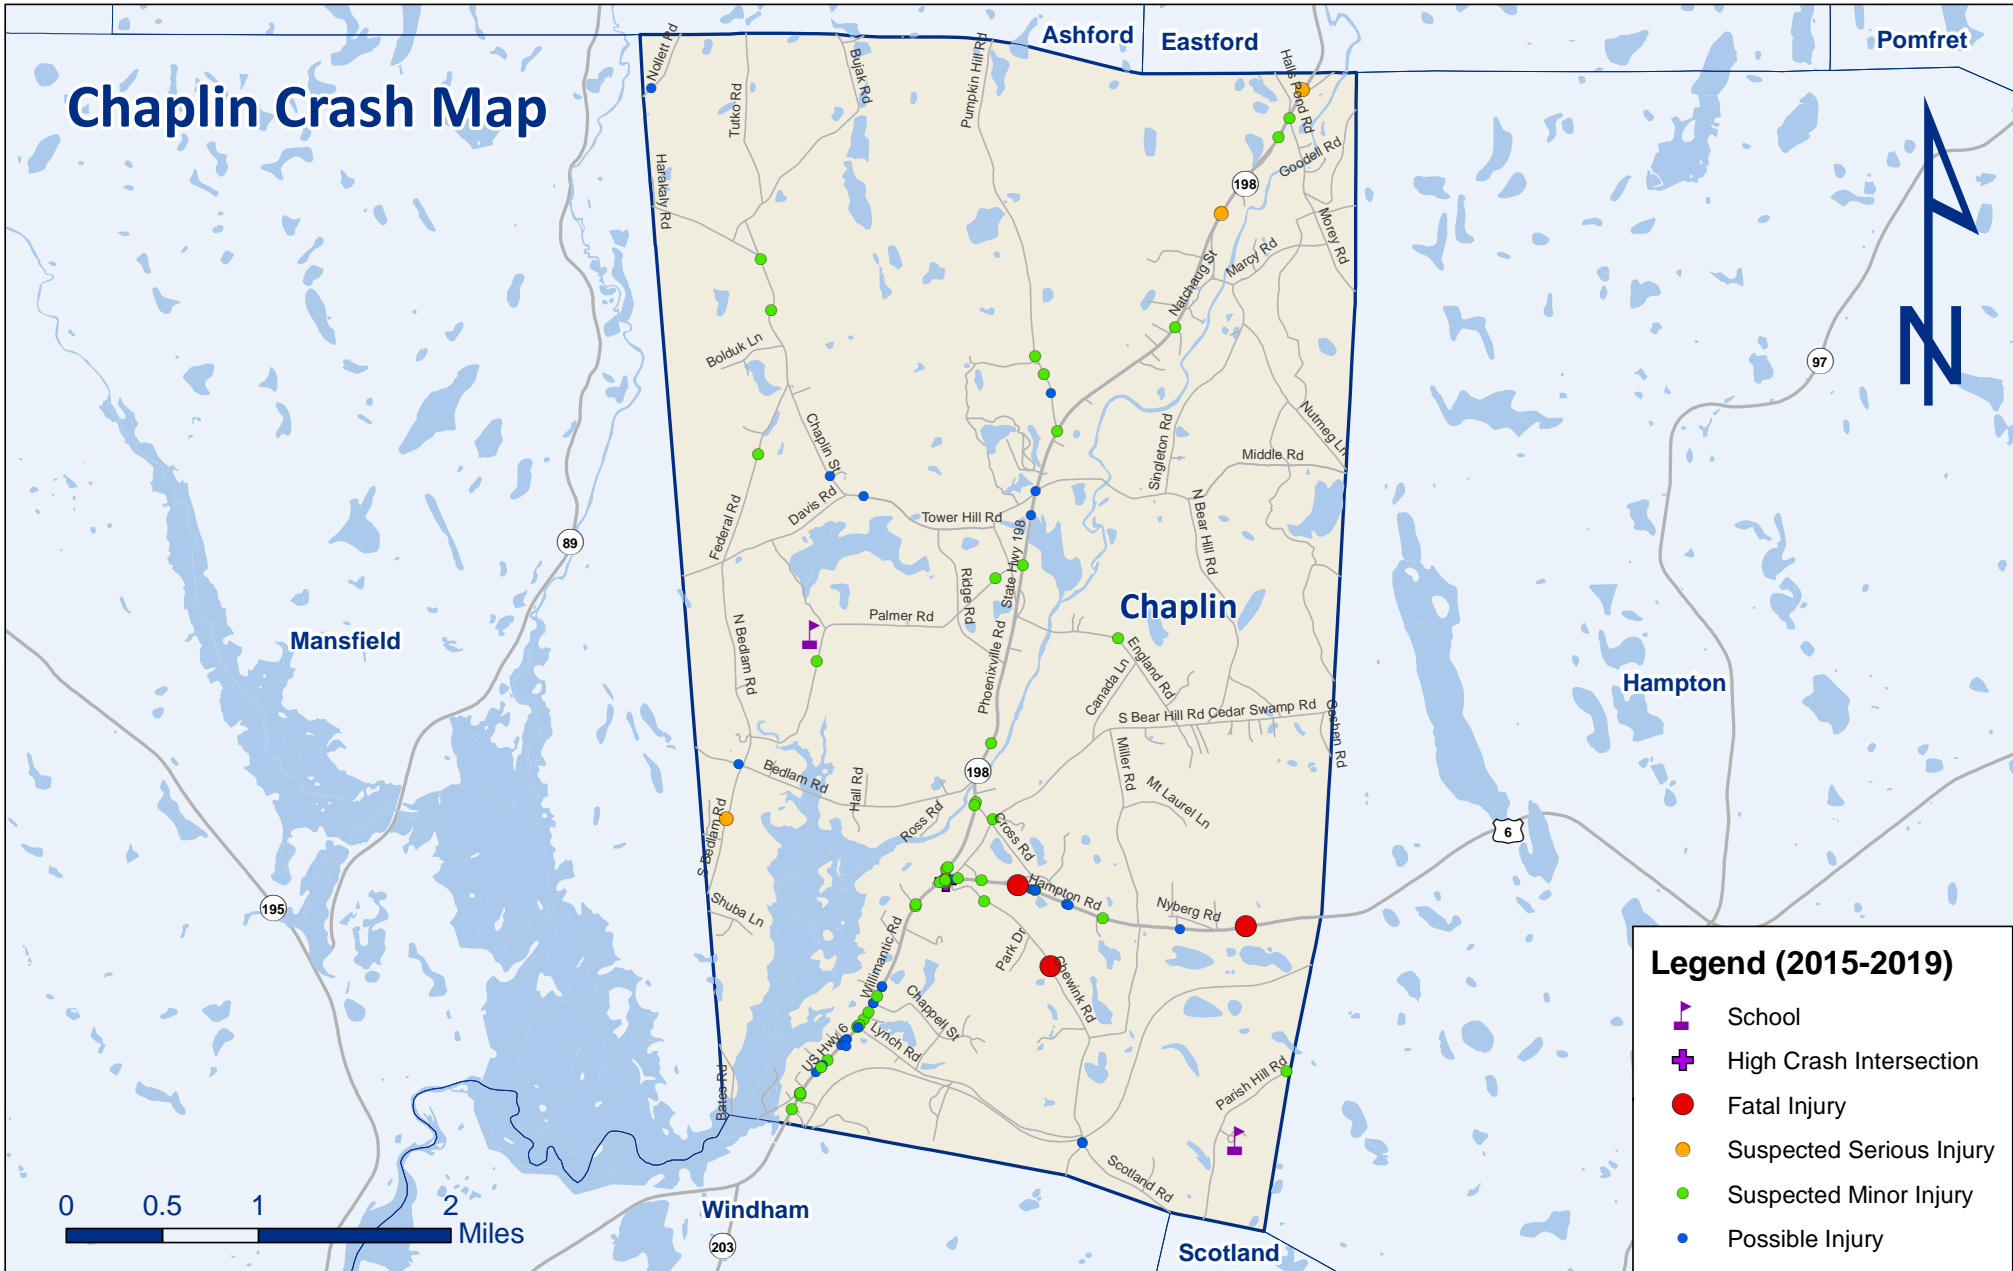 Ashford
Eastford
Pomfret
Chaplin Crash Map
Nollett Rd
Tutko Rd
Bujak Rd
Pumpkin Hill Rd
Halls Pond Rd
Goodell Rd
198
Harakaly Rd
Morey Rd
Marcy Rd
Natchaug St
N
97
Bolduk Ln
Chaplin St
Nutmeg Ln
Singleton Rd
Middle Rd
Davis Rd
Federal Rd
Tower Hill Rd
State Hwy 198
N Bear Hill Rd
89
Ridge Rd
Palmer Rd
Chaplin
Mansfield
N Bedlam Rd
Phoenixville Rd
England Rd
Canada Ln
Hampton
S Bear Hill Rd
Cedar Swamp Rd
Goshen Rd
Miller Rd
198
Bedlam Rd
Hall Rd
Mt Laurel Ln
Ross Rd
Cross Rd
S Bedlam Rd
6
Hampton Rd
Nyberg Rd
195
Shuba Ln
Willimantic Rd
Park Dr
Chewink Rd
Chappell St
US Hwy 6
Lynch Rd
Bates Rd
Parish Hill Rd
Scotland Rd
Windham
203
Scotland
0 0.5 1 2
Miles
Legend (2015-2019)
School
High Crash Intersection
Fatal Injury
Suspected Serious Injury
Suspected Minor Injury
Possible Injury